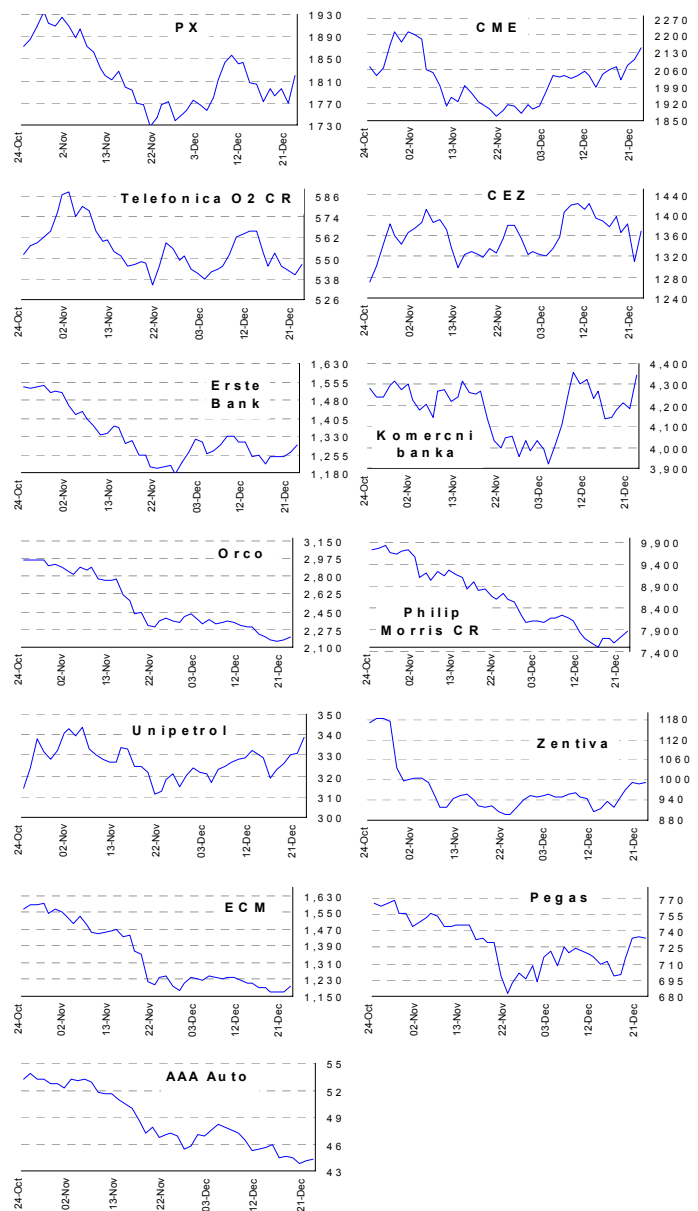 PX
1930
1890
1850
1810
1770
1730
24-Oct
2-Nov
13-Nov
22-Nov
3-Dec
12-Dec
21-Dec
CME
2270
2200
2130
2060
1990
1920
1850
24-Oct
02-Nov
13-Nov
22-Nov
03-Dec
12-Dec
21-Dec
Telefonica O2 CR
586
574
562
550
538
526
24-Oct
02-Nov
13-Nov
22-Nov
03-Dec
12-Dec
21-Dec
CEZ
1440
1400
1360
1320
1280
1240
24-Oct
02-Nov
13-Nov
22-Nov
03-Dec
12-Dec
21-Dec
Erste
Bank
1,630
1,555
1,480
1,405
1,330
1,255
1,180
24-Oct
02-Nov
13-Nov
22-Nov
03-Dec
12-Dec
21-Dec
Komercni
banka
4,400
4,300
4,200
4,100
4,000
3,900
24-Oct
02-Nov
13-Nov
22-Nov
03-Dec
12-Dec
21-Dec
Orco
3,150
2,975
2,800
2,625
2,450
2,275
2,100
24-Oct
02-Nov
13-Nov
22-Nov
03-Dec
12-Dec
21-Dec
Philip
Morris CR
9,900
9,400
8,900
8,400
7,900
7,400
24-Oct
02-Nov
13-Nov
22-Nov
03-Dec
12-Dec
21-Dec
Unipetrol
350
340
330
320
310
300
24-Oct
02-Nov
13-Nov
22-Nov
03-Dec
12-Dec
21-Dec
Zentiva
1180
1120
1060
1000
940
880
24-Oct
02-Nov
13-Nov
22-Nov
03-Dec
12-Dec
21-Dec
ECM
1,630
1,550
1,470
1,390
1,310
1,230
1,150
24-Oct
02-Nov
13-Nov
22-Nov
03-Dec
12-Dec
21-Dec
Pegas
770
755
740
725
710
695
680
24-Oct
02-Nov
13-Nov
22-Nov
03-Dec
12-Dec
21-Dec
AAA Auto
55
52
49
46
43
24-Oct
02-Nov
13-Nov
22-Nov
03-Dec
12-Dec
21-Dec